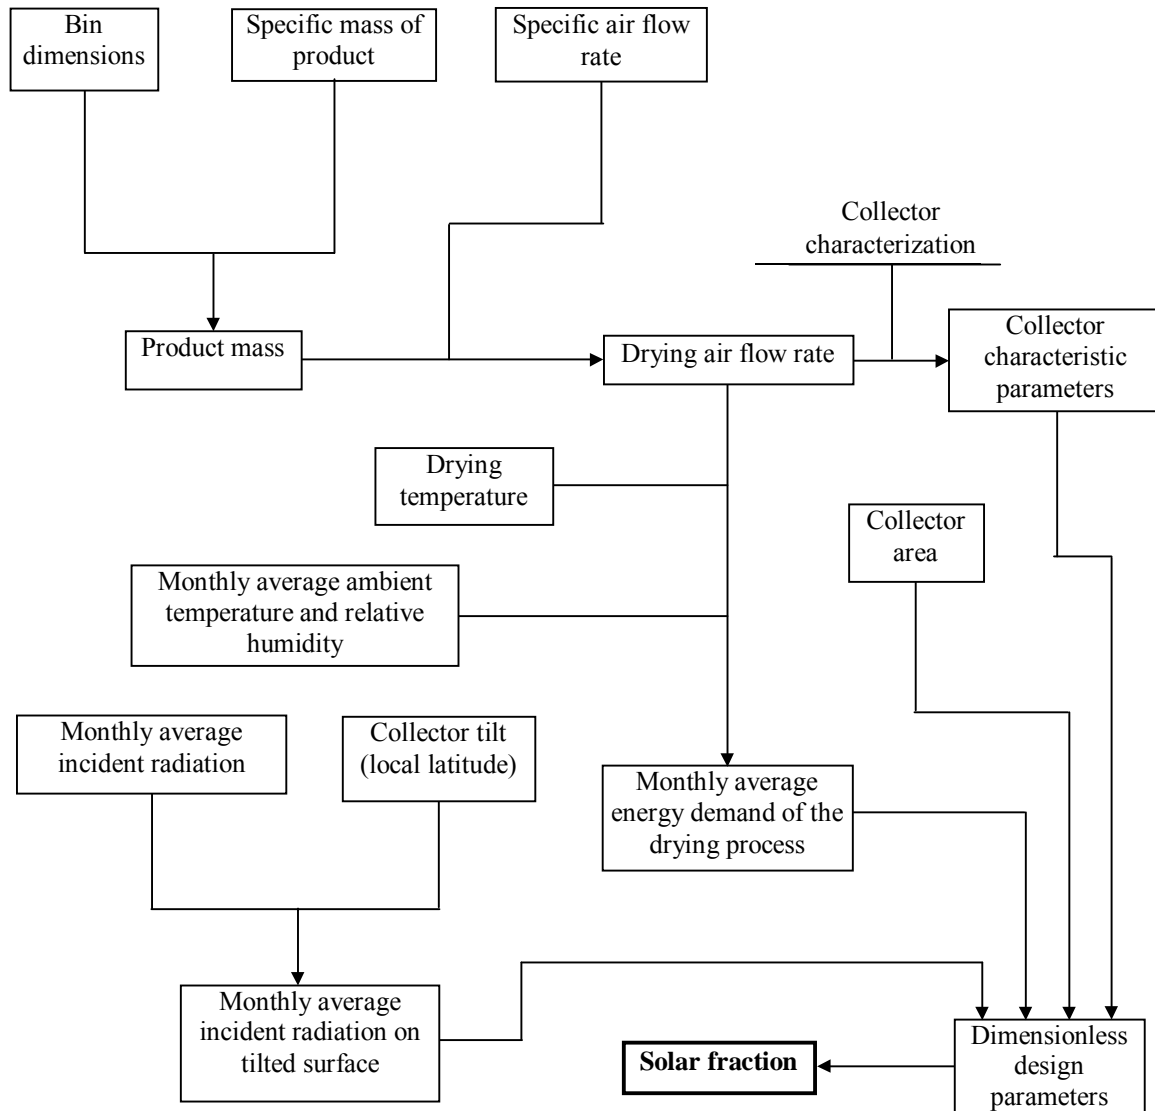 Bin
dimensions
Specific mass of
product
Specific air flow
rate
Collector
characterization
Product mass
Drying air flow rate
Collector
characteristic
parameters
Drying
temperature
Collector
area
Monthly average ambient
temperature and relative
humidity
Monthly average
incident radiation
Collector tilt
(local latitude)
Monthly average
energy demand of the
drying process
Monthly average
incident radiation on
tilted surface
Solar fraction
Dimensionless
design
parameters